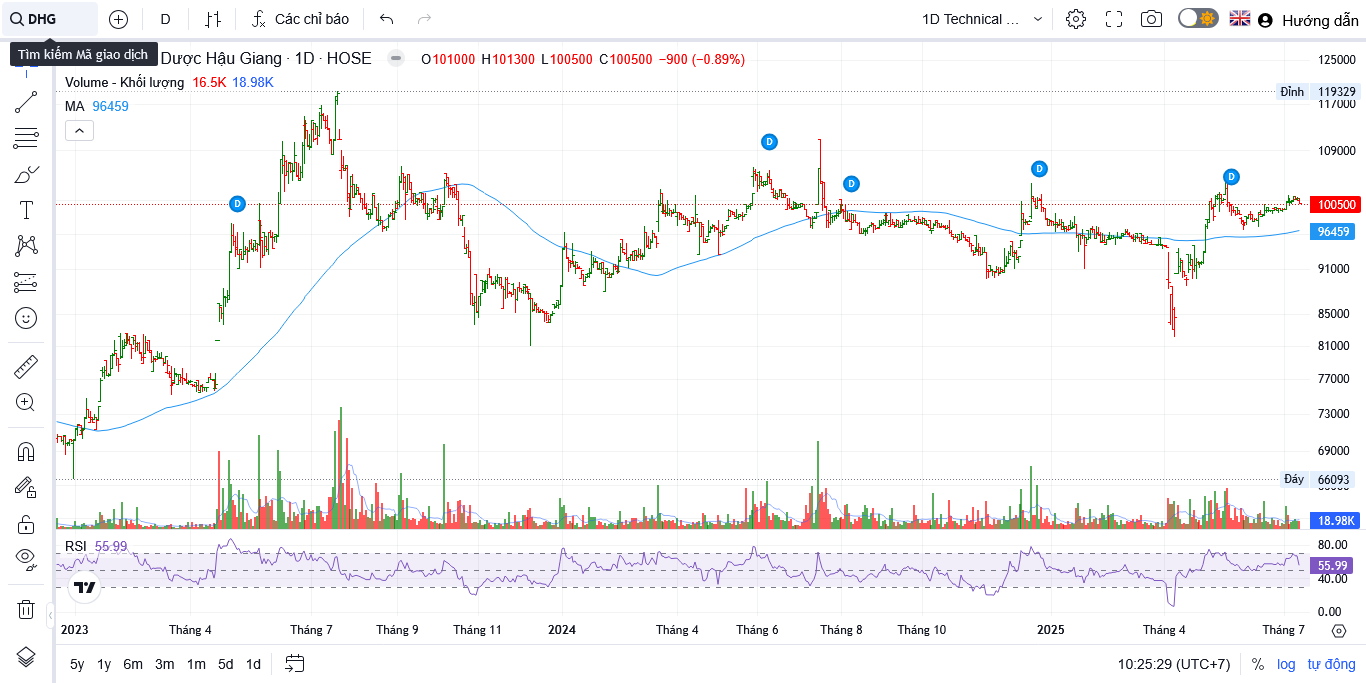 DHG D Các chỉ báo 1D Technical ... Hướng dẫn
Tìm kiếm Mã giao dịch
Dược Hậu Giang · 1D · HOSE O101000 H101300 L100500 C100500 −900 (−0.89%)
Volume - Khối lượng 16.5K 18.98K
MA 96459
125000
Đỉnh 119329
117000
109000
100500
96459
91000
85000
81000
77000
73000
69000
Đáy 66093
18.98K
D
D
D
D
D
RSI 55.99
80.00
55.99
40.00
0.00
2023 Tháng 4 Tháng 7 Tháng 9 Tháng 11 2024 Tháng 4 Tháng 6 Tháng 8 Tháng 10 2025 Tháng 4 Tháng 7
5y 1y 6m 3m 1m 5d 1d 10:25:29 (UTC+7) % log tự động